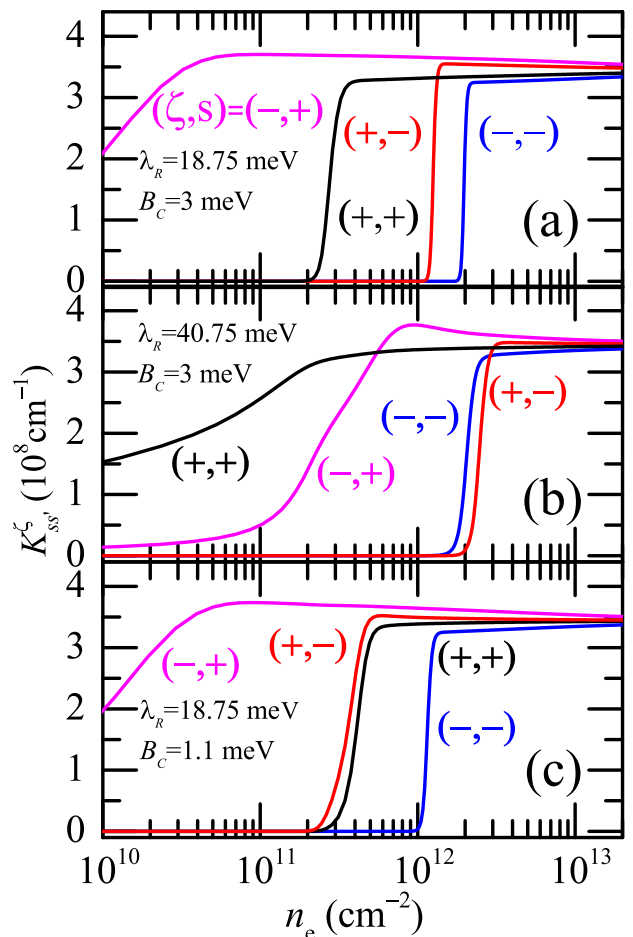 4
3
2
1
0
(ζ,s)=(−,+)
(+,−)
(−,−)
λR=18.75 meV
BC=3 meV
(+,+)
(a)
4
3
2
1
0
λR=40.75 meV
BC=3 meV
(+,+)
(−,+)
(−,−)
(+,−)
(b)
Kζss' (10⁸cm⁻¹)
4
3
2
1
0
(−,+)
(+,−)
(+,+)
λR=18.75 meV
(−,−)
BC=1.1 meV
(c)
10¹⁰ 10¹¹ 10¹² 10¹³
ne (cm⁻²)